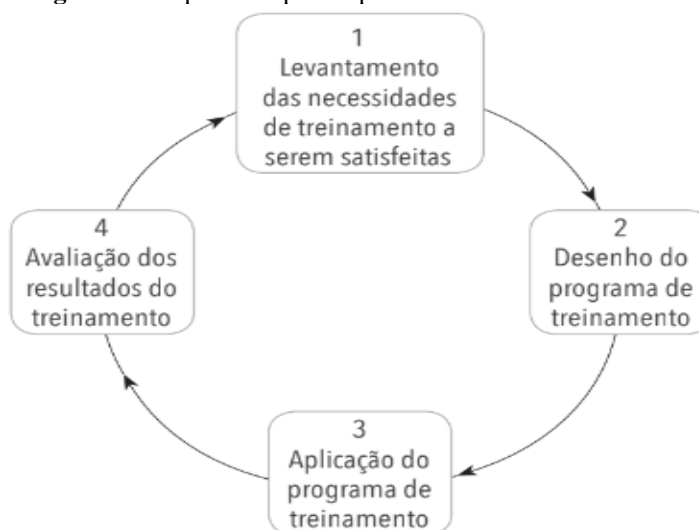 1
Levantamento
das necessidades
de treinamento a
serem satisfeitas
2
Desenho do
programa de
treinamento
3
Aplicação do
programa de
treinamento
4
Avaliação dos
resultados do
treinamento